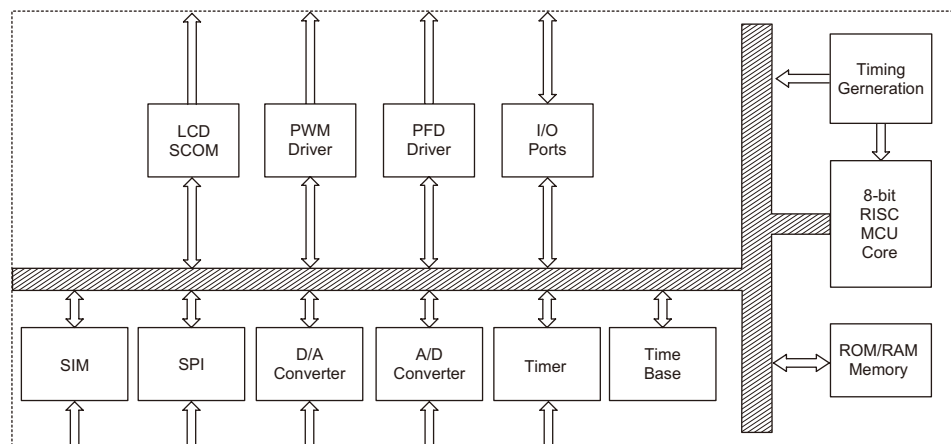 LCD
SCOM
PWM
Driver
PFD
Driver
I/O
Ports
Timing
Gerneration
8-bit
RISC
MCU
Core
SIM
SPI
D/A
Converter
A/D
Converter
Timer
Time
Base
ROM/RAM
Memory